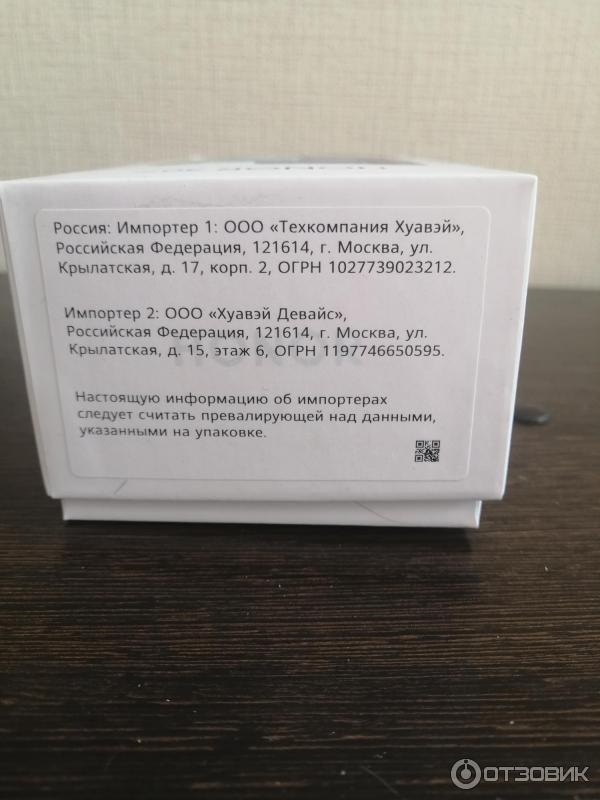 Россия: Импортер 1: ООО «Техкомпания Хуавэй»,
Российская Федерация, 121614, г. Москва, ул.
Крылатская, д. 17, корп. 2, ОГРН 1027739023212.
Импортер 2: ООО «Хуавэй Девайс»,
Российская Федерация, 121614, г. Москва, ул.
Крылатская, д. 15, этаж 6, ОГРН 1197746650595.
HONOR
Настоящую информацию об импортерах
следует считать превалирующей над данными,
указанными на упаковке.
ОТЗОВИК